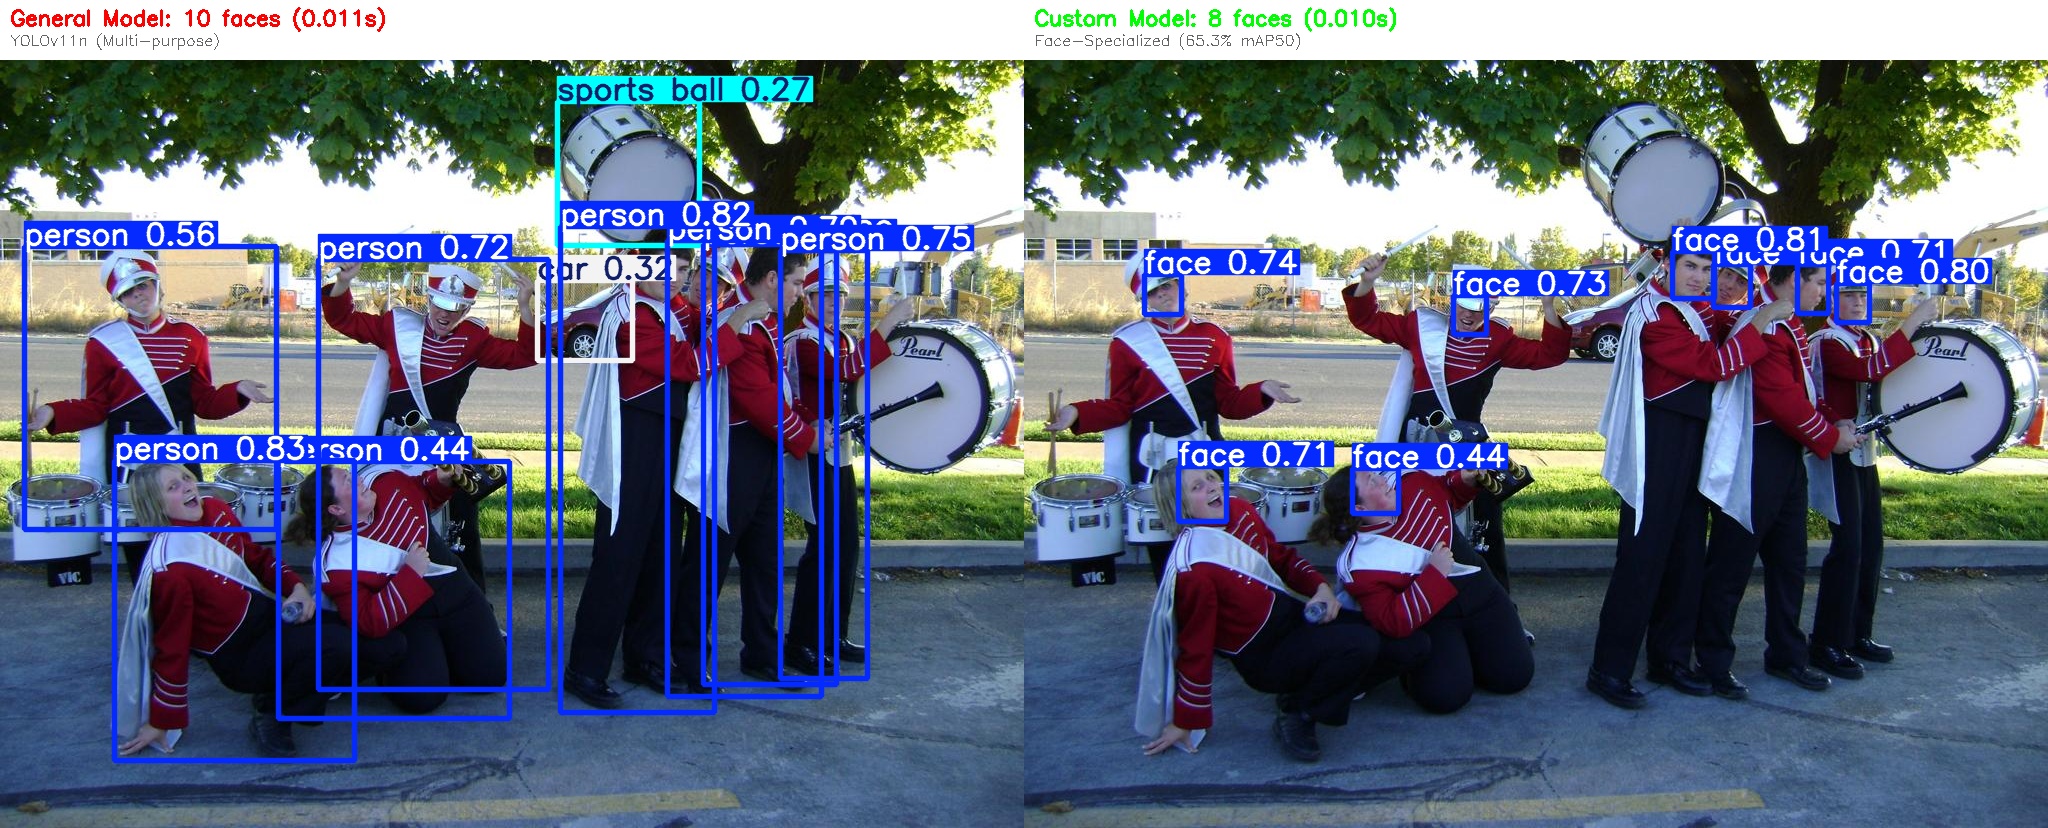 General Model: 10 faces (0.011s)
YOLOv11n (Multi-purpose)
Custom Model: 8 faces (0.010s)
Face-Specialized (65.3% mAP50)
sports ball 0.27
person 0.82
person
person 0.75
person 0.56
person 0.72
car 0.32
person 0.83
erson 0.44
Pearl
VIC
face 0.81
face
face 0.71
face 0.80
face 0.74
face 0.73
face 0.71
face 0.44
Pearl
VIC